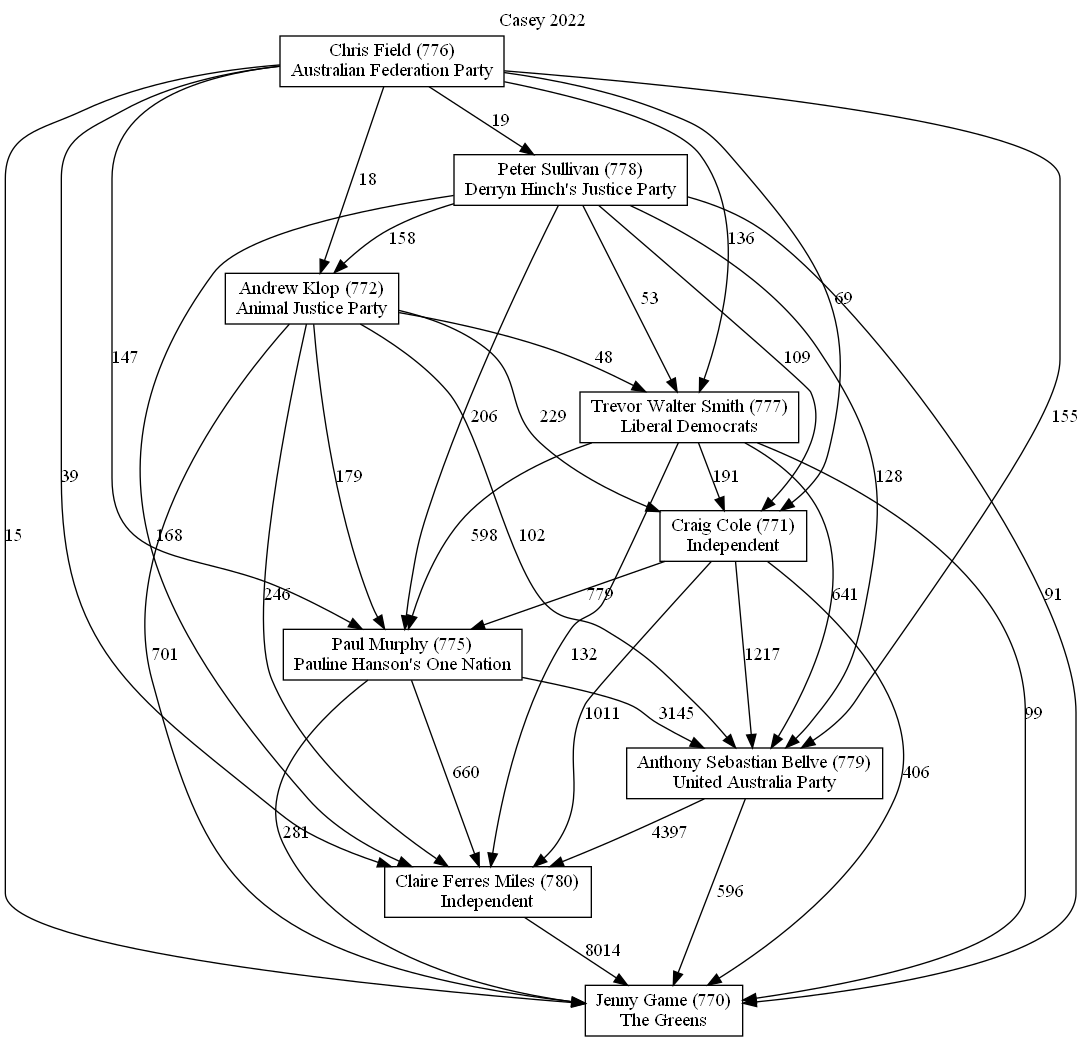 Casey 2022
Chris Field (776)
Australian Federation Party
19
Peter Sullivan (778)
Derryn Hinch's Justice Party
18
158
136
Andrew Klop (772)
Animal Justice Party
53
69
147
48
109
Trevor Walter Smith (777)
Liberal Democrats
206
229
155
39
179
191
128
Craig Cole (771)
Independent
15
168
598
102
246
779
641
91
Paul Murphy (775)
Pauline Hanson's One Nation
701
132
1217
1011
3145
99
Anthony Sebastian Bellve (779)
United Australia Party
660
406
281
4397
Claire Ferres Miles (780)
Independent
596
8014
Jenny Game (770)
The Greens